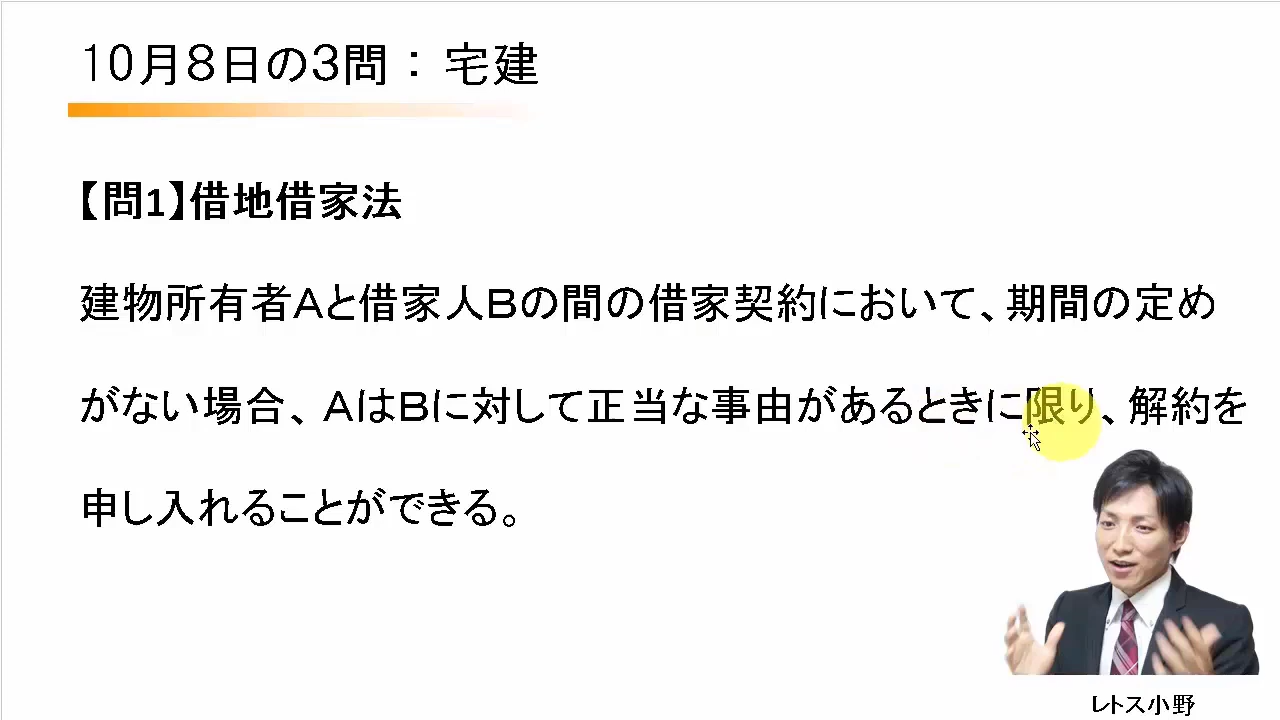 10月8日の3問：宅建
【問1】借地借家法
建物所有者Aと借家人Bの間の借家契約において、期間の定め
がない場合、AはBに対して正当な事由があるときに限り、解約を
申し入れることができる。
レトス小野